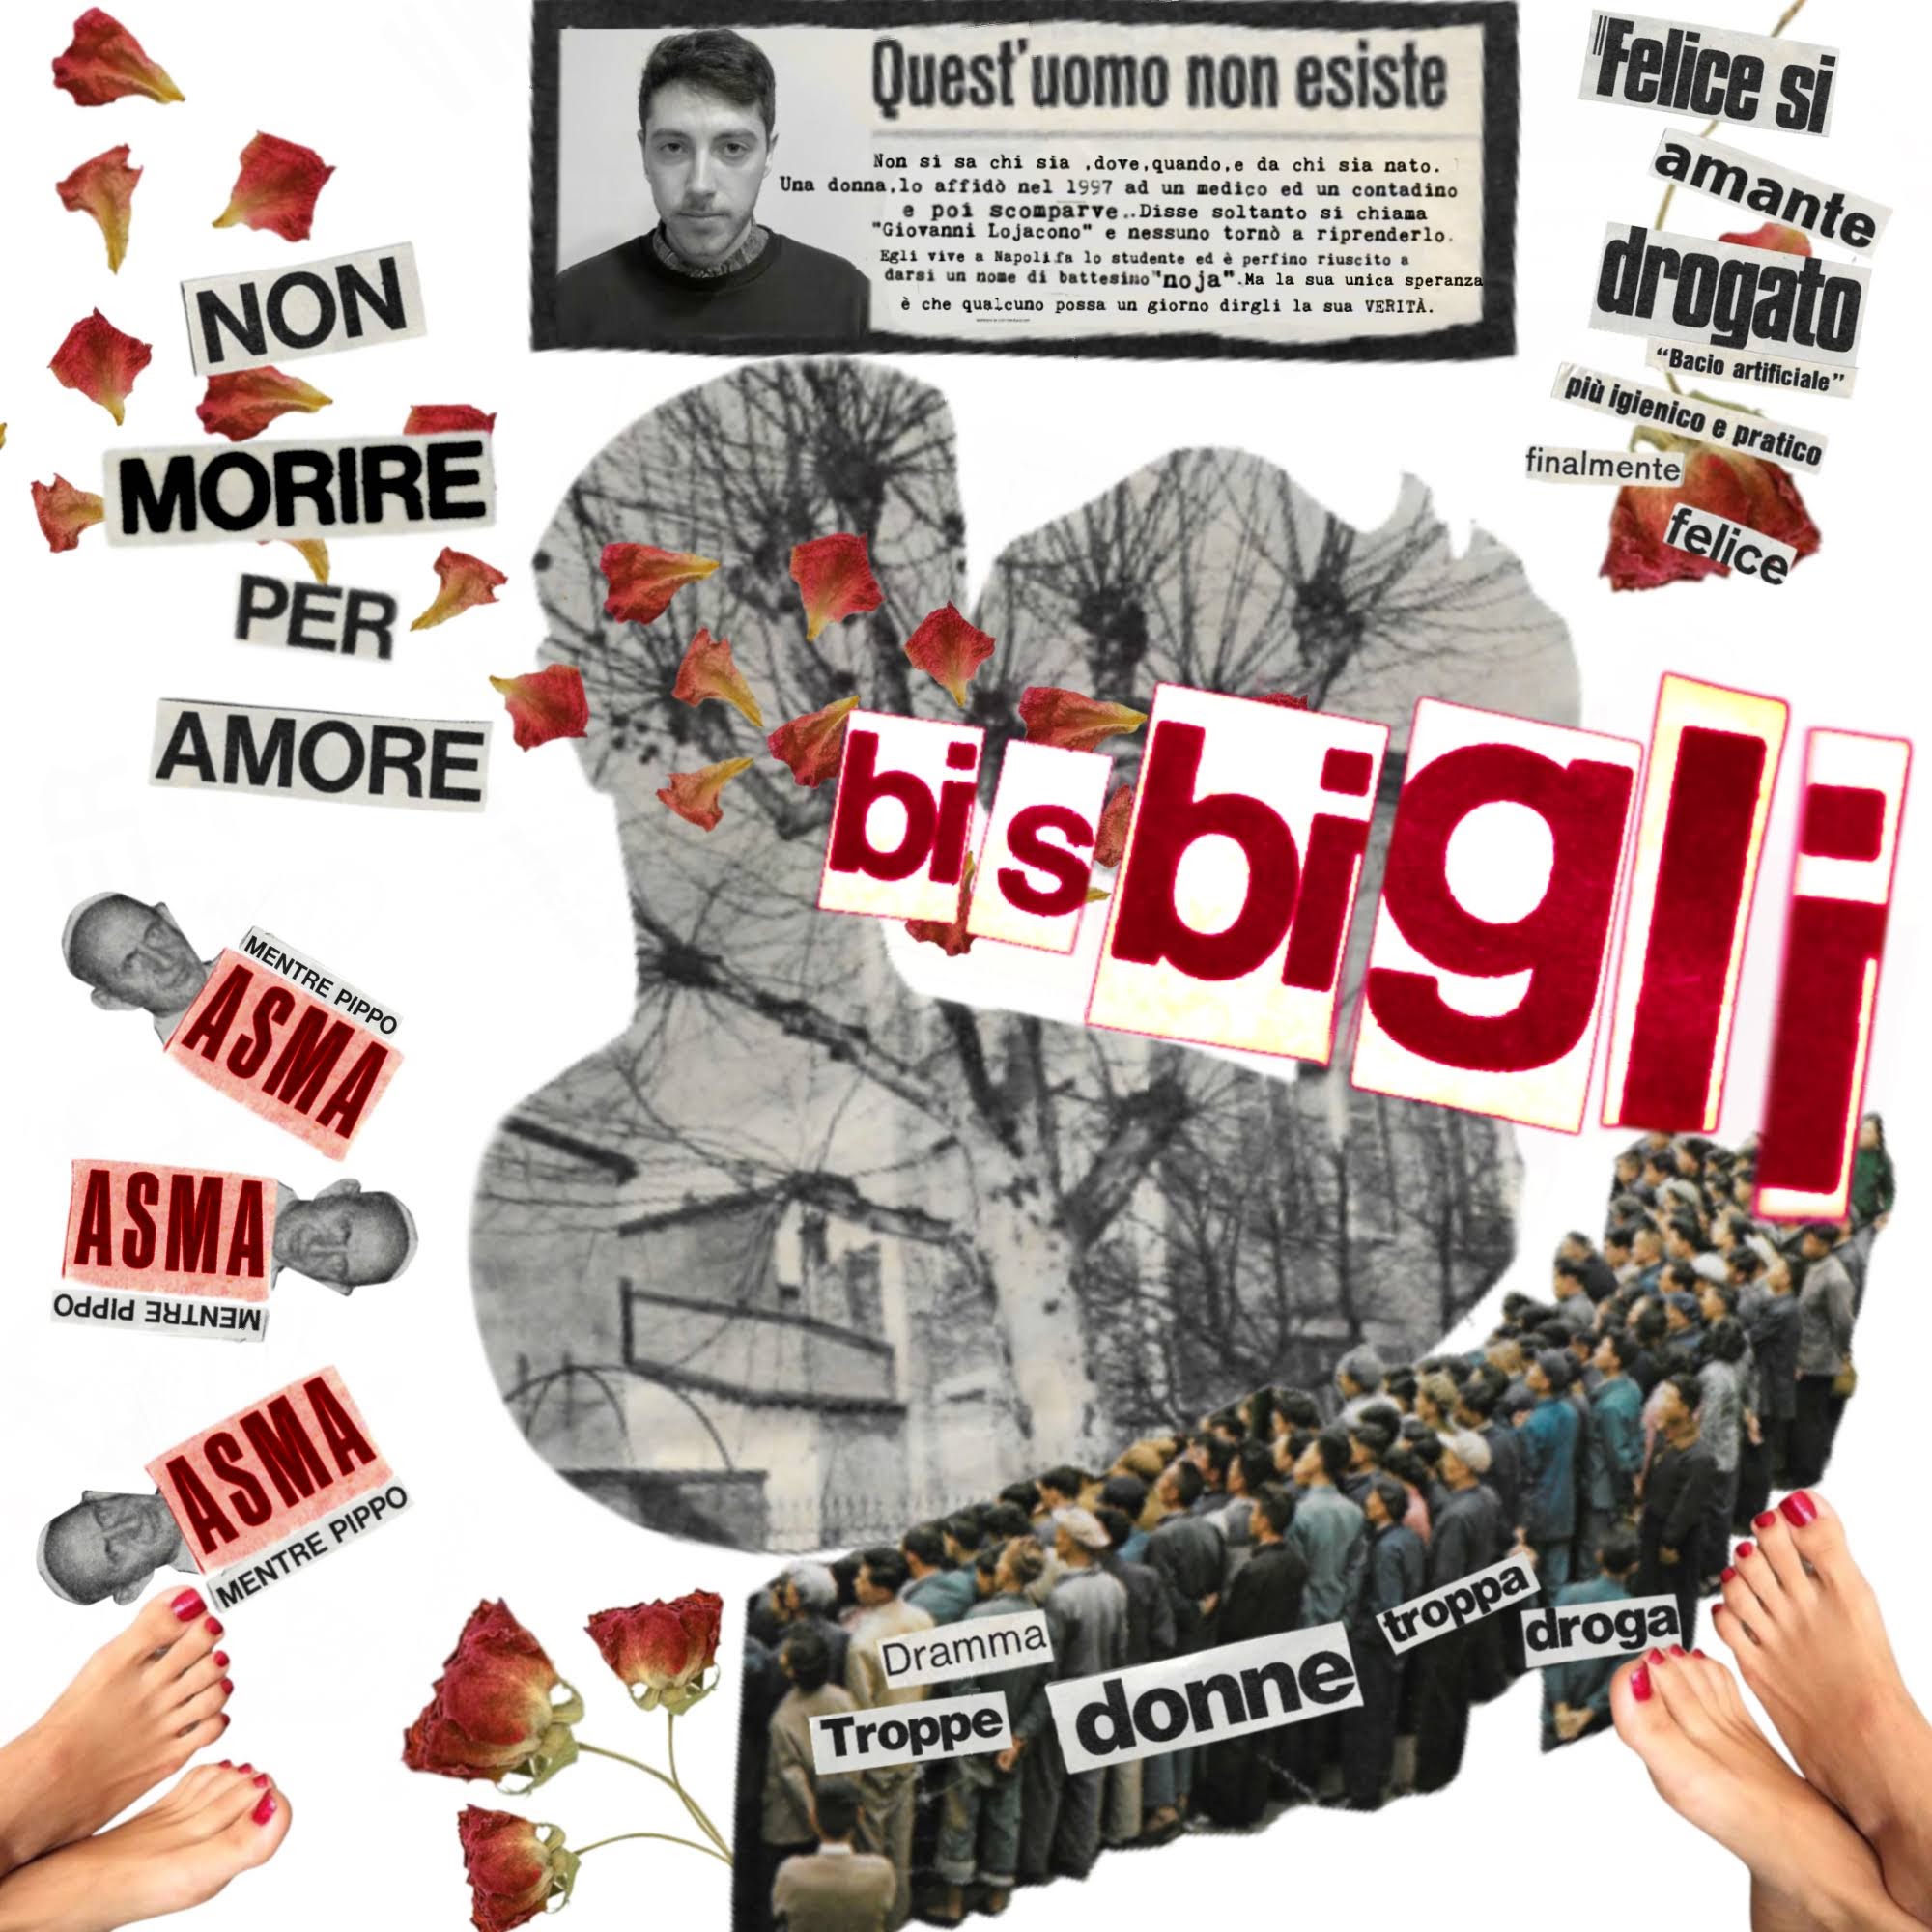 Quest'uomo non esiste
Non si sa chi sia ,dove,quando,e da chi sia nato.
Una donna,lo affidò nel 1997 ad un medico ed un contadino
e poi scomparve..Disse soltanto si chiama
"Giovanni Lojacono" e nessuno tornò a riprenderlo.
Egli vive a Napoli fa lo studente ed è perfino riuscito a
darsi un nome di battesimo "noja".Ma la sua unica speranza
è che qualcuno possa un giorno dirgli la sua VERITÀ.
"Felice si
amante
drogato
"Bacio artificiale"
più igienico e pratico
finalmente
felice
NON
MORIRE
PER
AMORE
bisbigli
MENTRE PIPPO
ASMA
ASMA
MENTRE PIPPO
ASMA
MENTRE PIPPO
Dramma
Troppe donne
troppa
droga